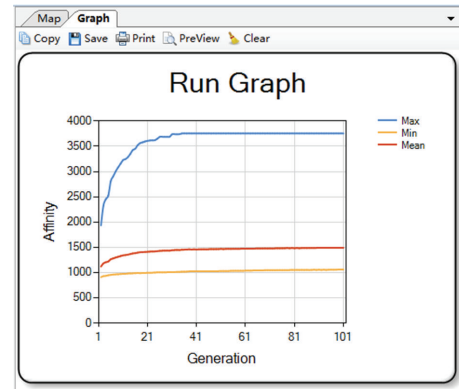 Map Graph
Copy Save Print PreView Clear
Run Graph
Max
Min
Mean
4000
3500
3000
2500
2000
1500
1000
500
0
Affinity
1 21 41 61 81 101
Generation